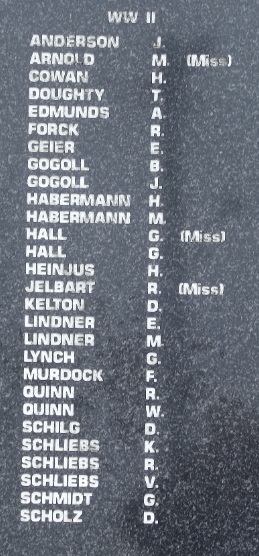 WW II
ANDERSON J.
ARNOLD M. (Miss)
COWAN H.
DOUGHTY T.
EDMUNDS A.
FORCK R.
GEIER E.
GOGOLL B.
GOGOLL J.
HABERMANN H.
HABERMANN M.
HALL G. (Miss)
HALL G.
HEINJUS H.
JELBART R. (Miss)
KELTON D.
LINDNER E.
LINDNER M.
LYNCH G.
MURDOCK F.
QUINN R.
QUINN W.
SCHILG D.
SCHLIEBS K.
SCHLIEBS R.
SCHLIEBS V.
SCHMIDT G.
SCHOLZ D.